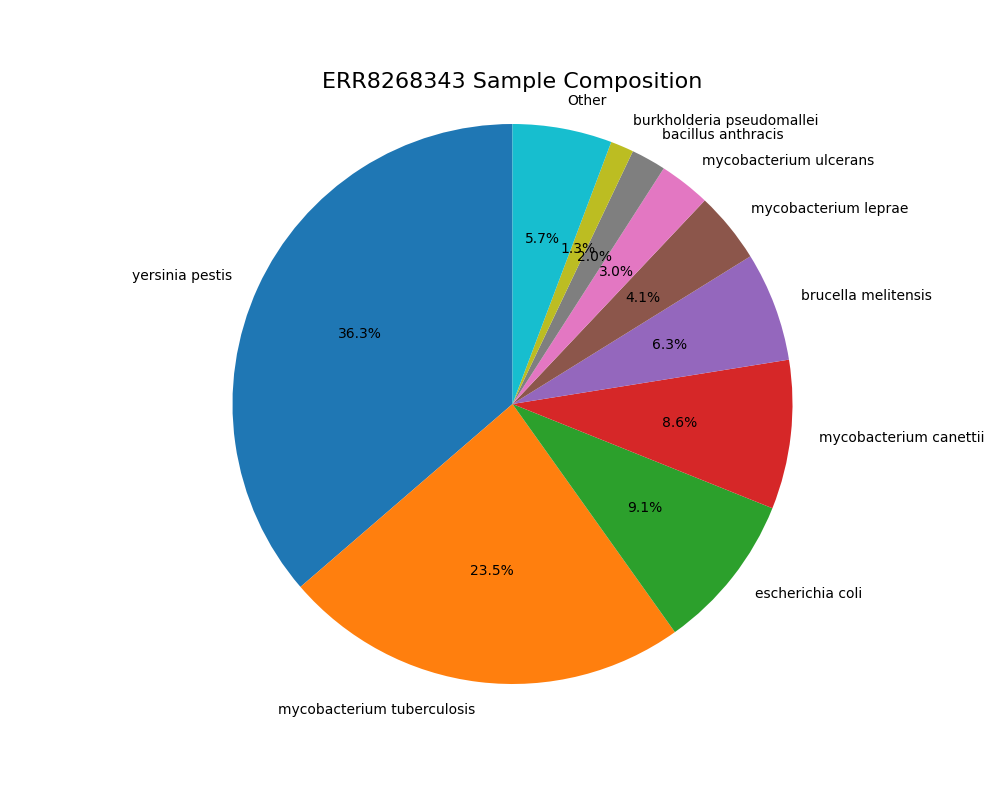 ERR8268343 Sample Composition
Other
burkholderia pseudomallei
bacillus anthracis
mycobacterium ulcerans
mycobacterium leprae
brucella melitensis
mycobacterium canettii
escherichia coli
mycobacterium tuberculosis
yersinia pestis
5.7%
1.3%
2.0%
3.0%
4.1%
6.3%
8.6%
9.1%
23.5%
36.3%